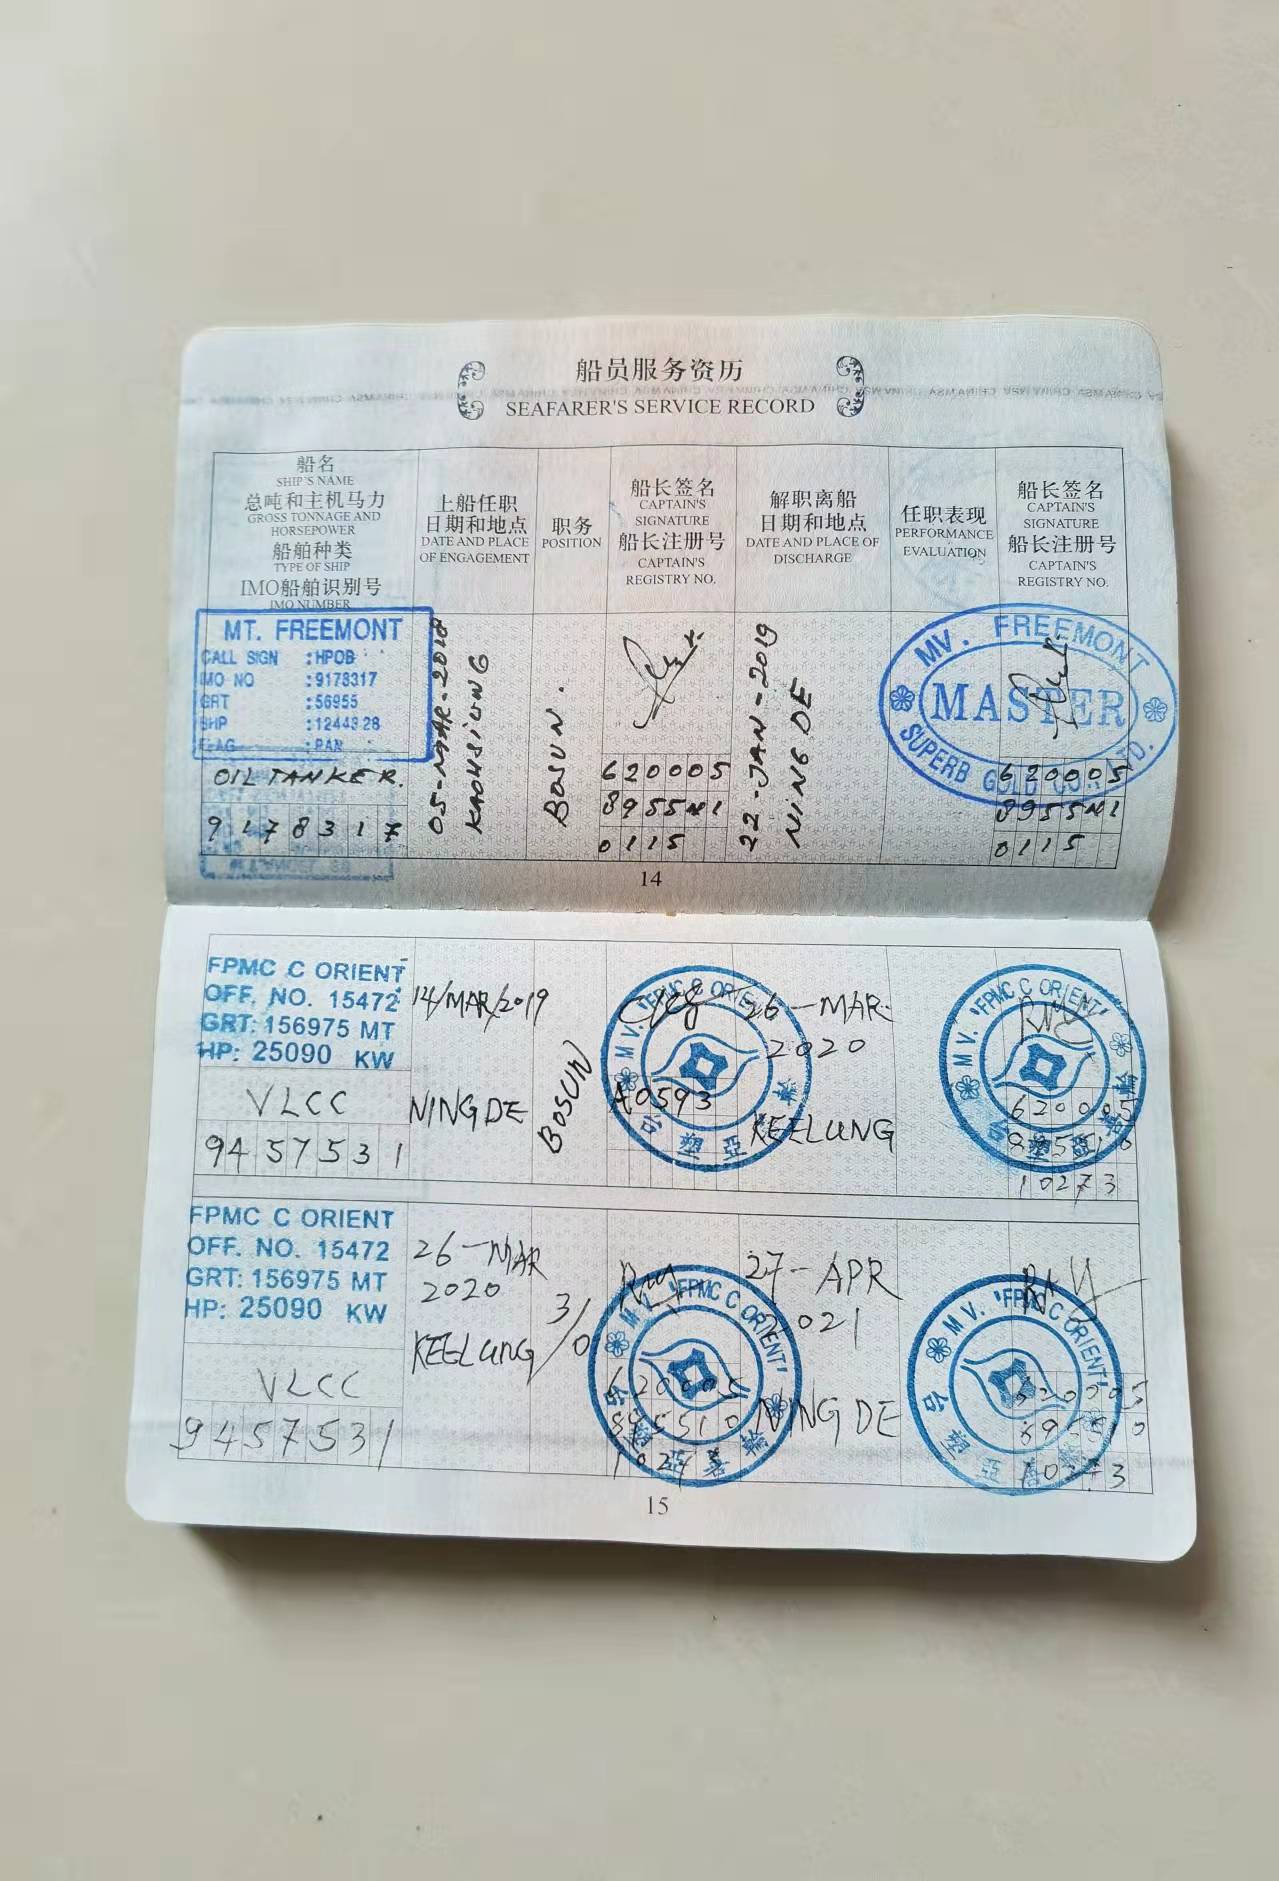 船员服务资历
SEAFARER'S SERVICE RECORD
船名
SHIP'S NAME
总吨和主机马力
GROSS TONNAGE AND
HORSEPOWER
船舶种类
TYPE OF SHIP
IMO船舶识别号
IMO NUMBER
上船任职
日期和地点
DATE AND PLACE
OF ENGAGEMENT
职务
POSITION
船长签名
CAPTAIN'S
SIGNATURE
船长注册号
CAPTAIN'S
REGISTRY NO.
解职离船
日期和地点
DATE AND PLACE OF
DISCHARGE
任职表现
PERFORMANCE
EVALUATION
船长签名
CAPTAIN'S
SIGNATURE
船长注册号
CAPTAIN'S
REGISTRY NO.
MT. FREEMONT
CALL SIGN :HPOB
IMO NO :9178317
GRT :56955
BHP
FLAG :PAN
OIL TANKER.
9178317
05-MAR-2018
KAOHSIUNG
BOSUN.
620005
0115
22-JAN-2019
NINGDE
MV. FREEMONT
MASTER
SUPERB GOLD
620005
0115
14
FPMC C ORIENT
OFF. NO. 15472
GRT: 156975 MT
HP: 25090 KW
VLCC
9457531
14/MAR/2019
NINGDE
BOSUN
M V. "FPMC C ORIENT"
A0593
26-MAR-
2020
KEELUNG
M V. "FPMC C ORIENT"
620005
10273
FPMC C ORIENT
OFF. NO. 15472
GRT: 156975 MT
HP: 25090 KW
VLCC
9457531
26-MAR
2020
KEELUNG
3/O
M V. "FPMC C ORIENT"
620005
27-APR
2021
NINGDE
M V. "FPMC C ORIENT"
10273
15